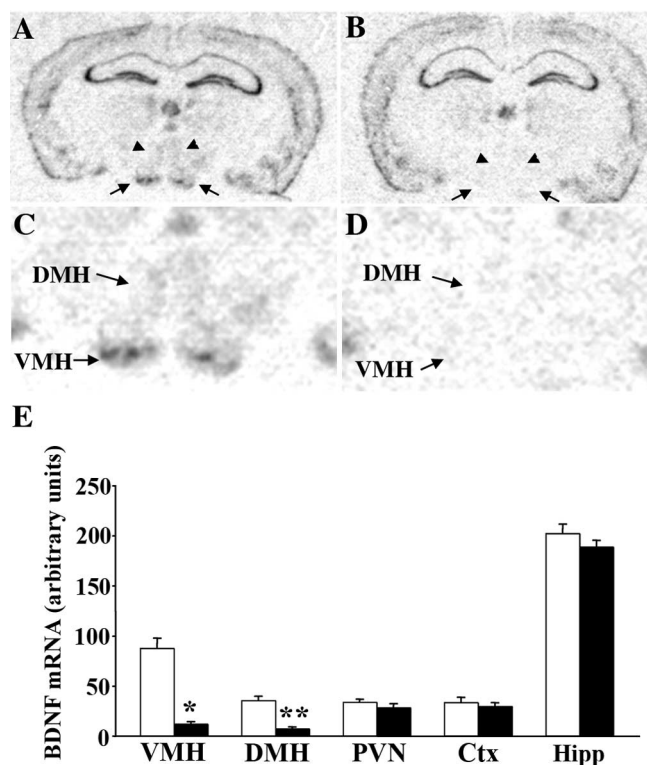 A
B
C
D
DMH
DMH
VMH
VMH
E
BDNF mRNA (arbitrary units)
250
200
150
100
50
0
*
**
VMH DMH PVN Ctx Hipp